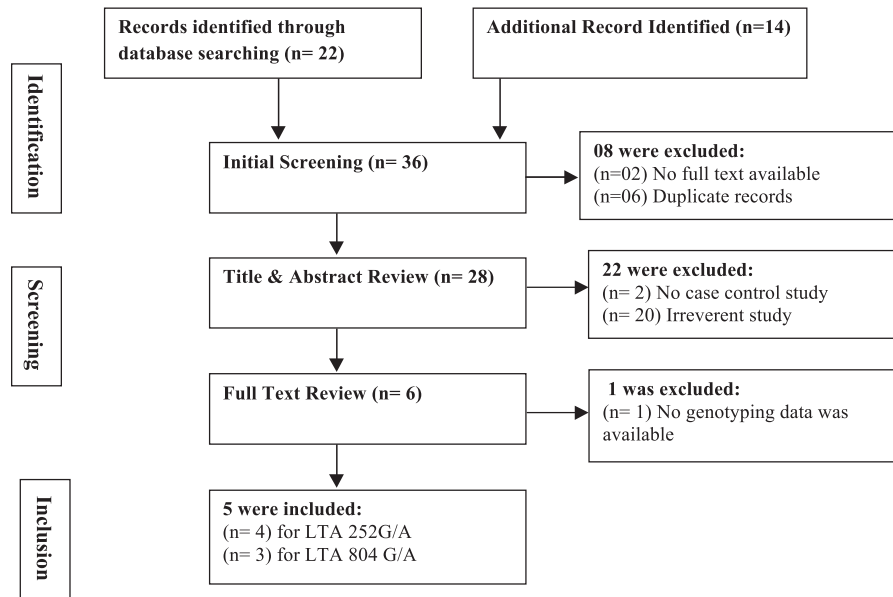 Records identified through
database searching (n= 22)
Additional Record Identified (n=14)
Identification
Initial Screening (n= 36)
08 were excluded:
(n=02) No full text available
(n=06) Duplicate records
Screening
Title & Abstract Review (n= 28)
22 were excluded:
(n= 2) No case control study
(n= 20) Irreverent study
Full Text Review (n= 6)
1 was excluded:
(n= 1) No genotyping data was
available
Inclusion
5 were included:
(n= 4) for LTA 252G/A
(n= 3) for LTA 804 G/A